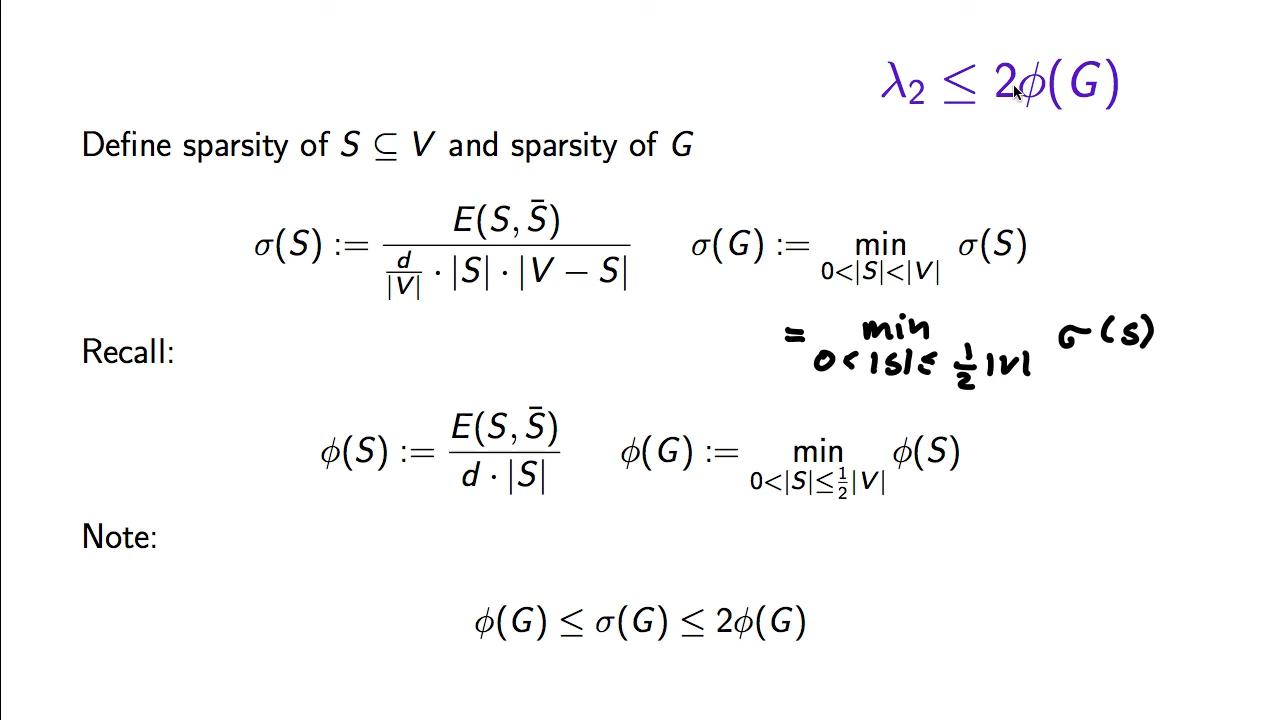 λ₂ ≤ 2ϕ(G)
Define sparsity of S ⊆ V and sparsity of G
σ(S) := E(S, S̄) / (d/|V| · |S| · |V − S|)    σ(G) := min_{0<|S|<|V|} σ(S)
= min_{0<|S|≤ 1/2 |V|} σ(S)
Recall:
ϕ(S) := E(S, S̄) / (d · |S|)    ϕ(G) := min_{0<|S|≤ 1/2 |V|} ϕ(S)
Note:
ϕ(G) ≤ σ(G) ≤ 2ϕ(G)